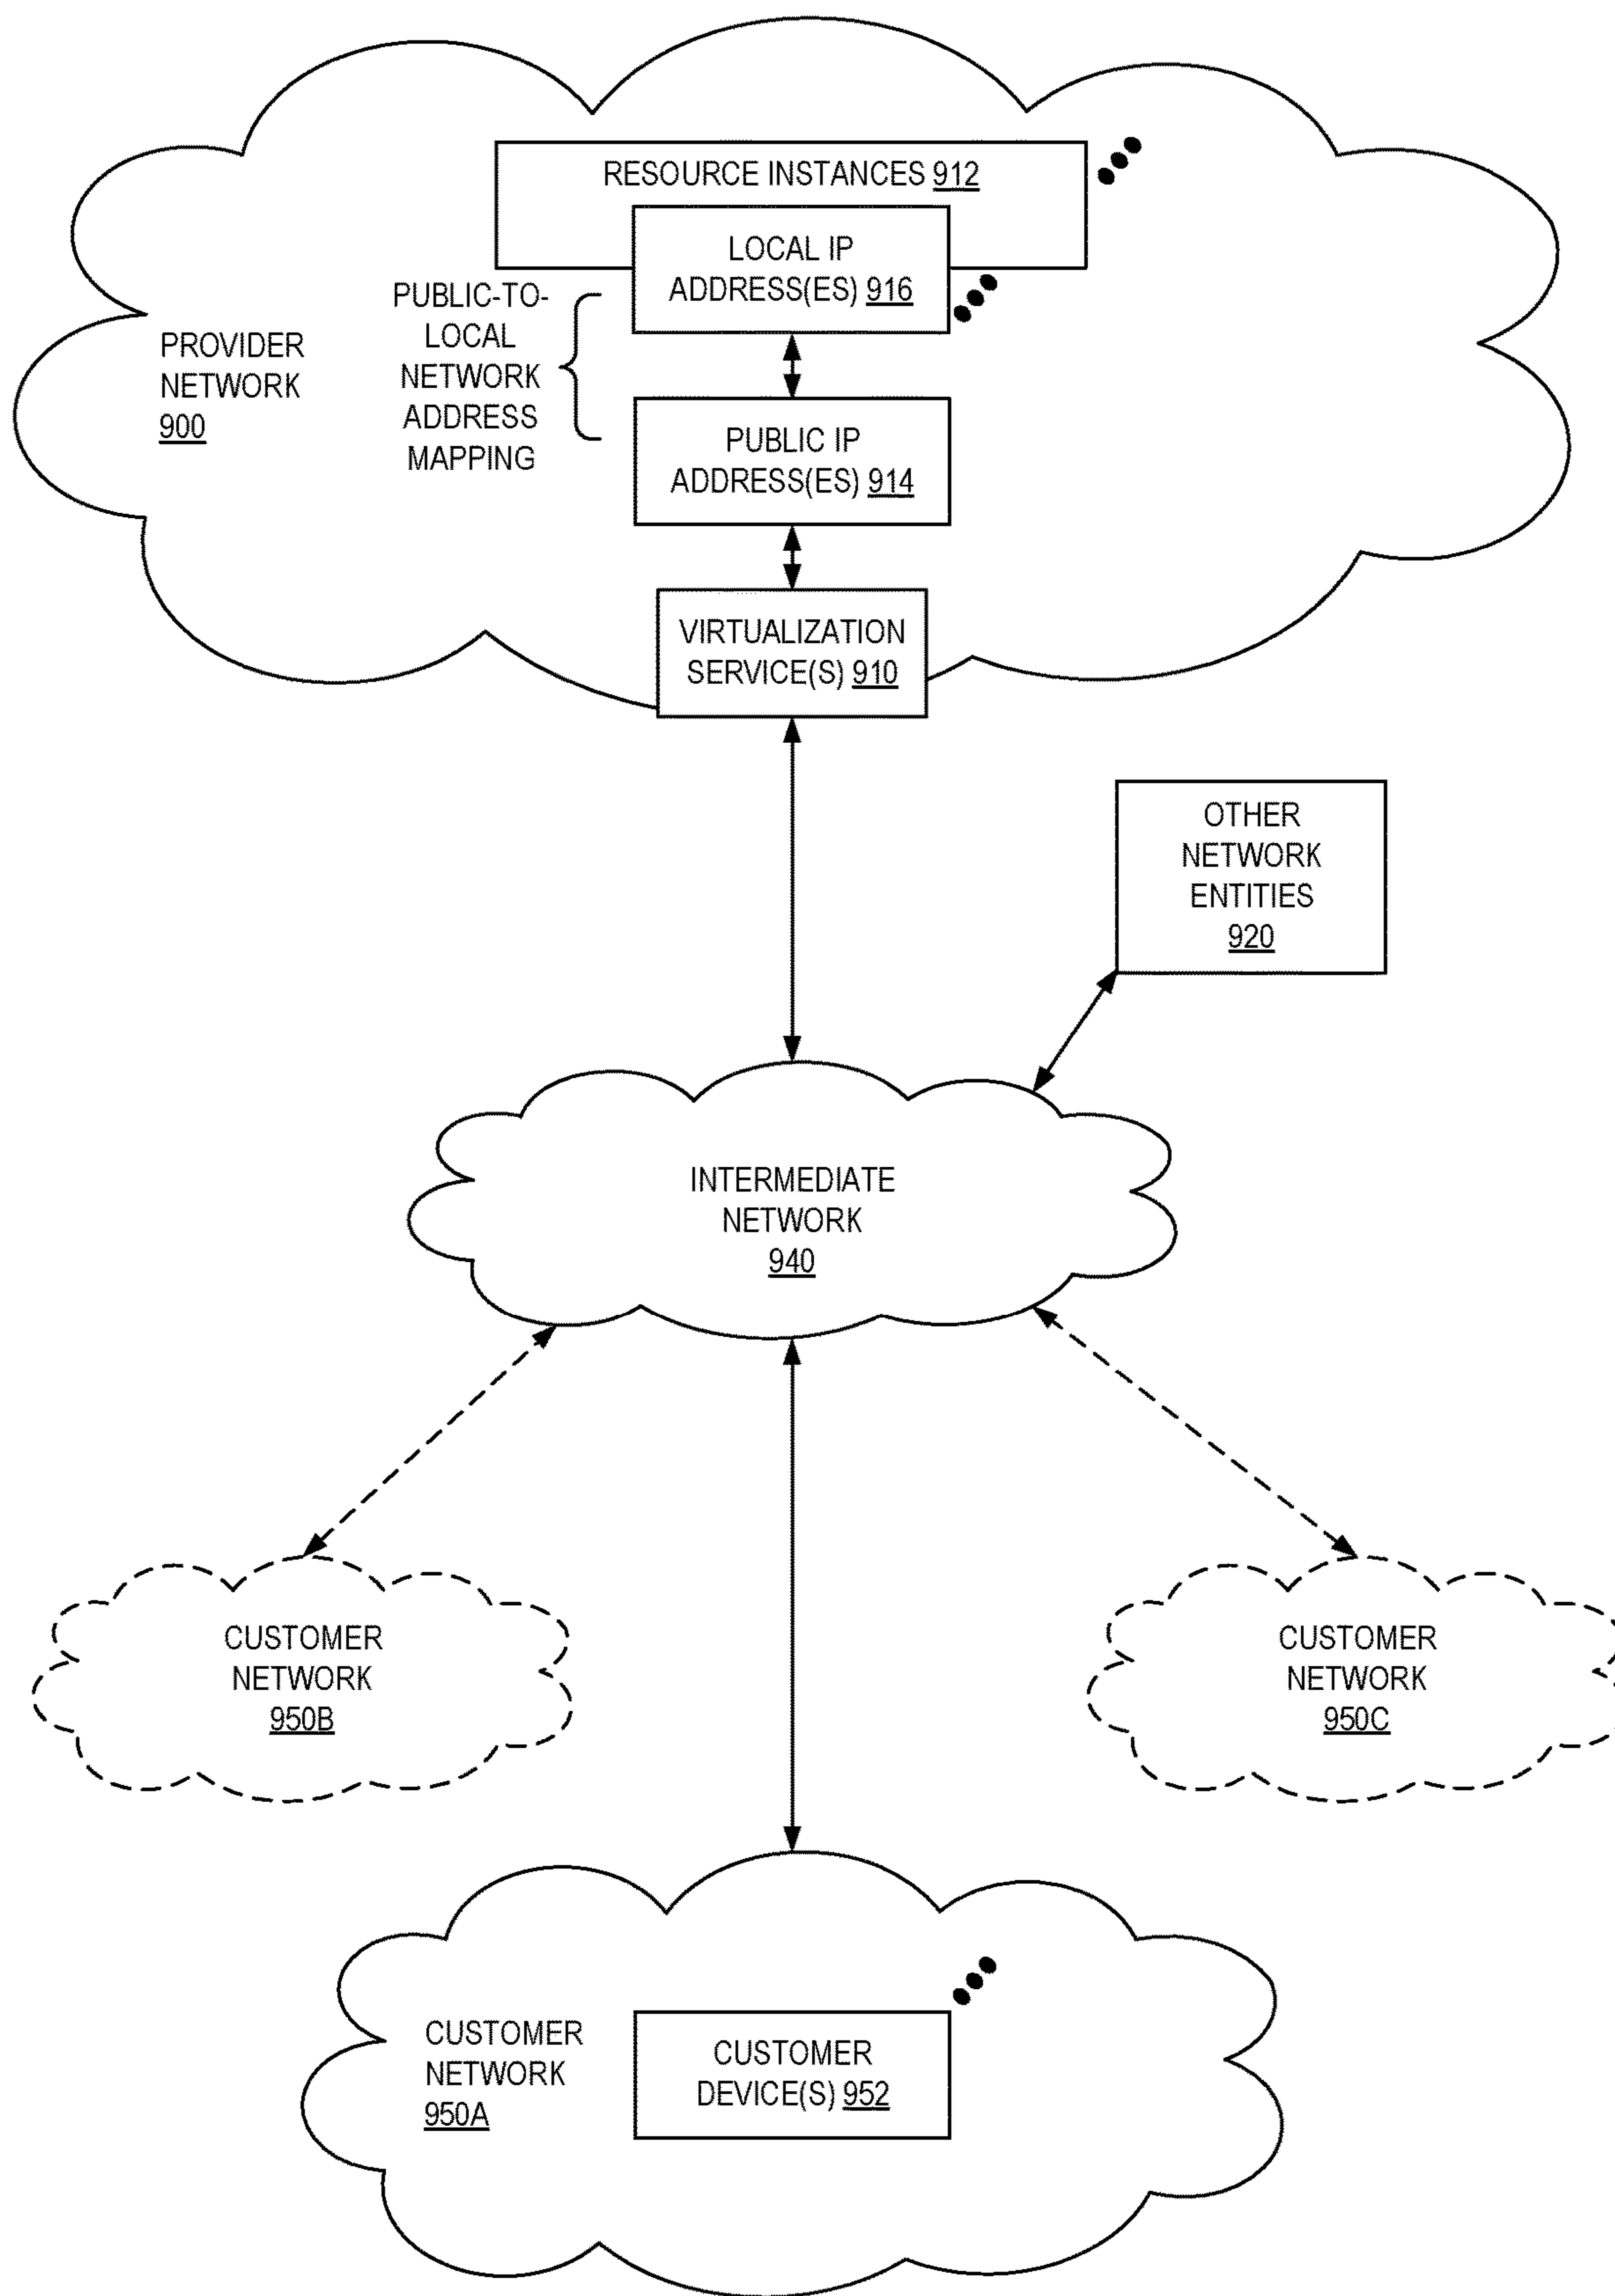 RESOURCE INSTANCES 912
LOCAL IP
ADDRESS(ES) 916
PUBLIC-TO-
LOCAL
NETWORK
ADDRESS
MAPPING
PROVIDER
NETWORK
900
PUBLIC IP
ADDRESS(ES) 914
VIRTUALIZATION
SERVICE(S) 910
OTHER
NETWORK
ENTITIES
920
INTERMEDIATE
NETWORK
940
CUSTOMER
NETWORK
950B
CUSTOMER
NETWORK
950C
CUSTOMER
NETWORK
950A
CUSTOMER
DEVICE(S) 952